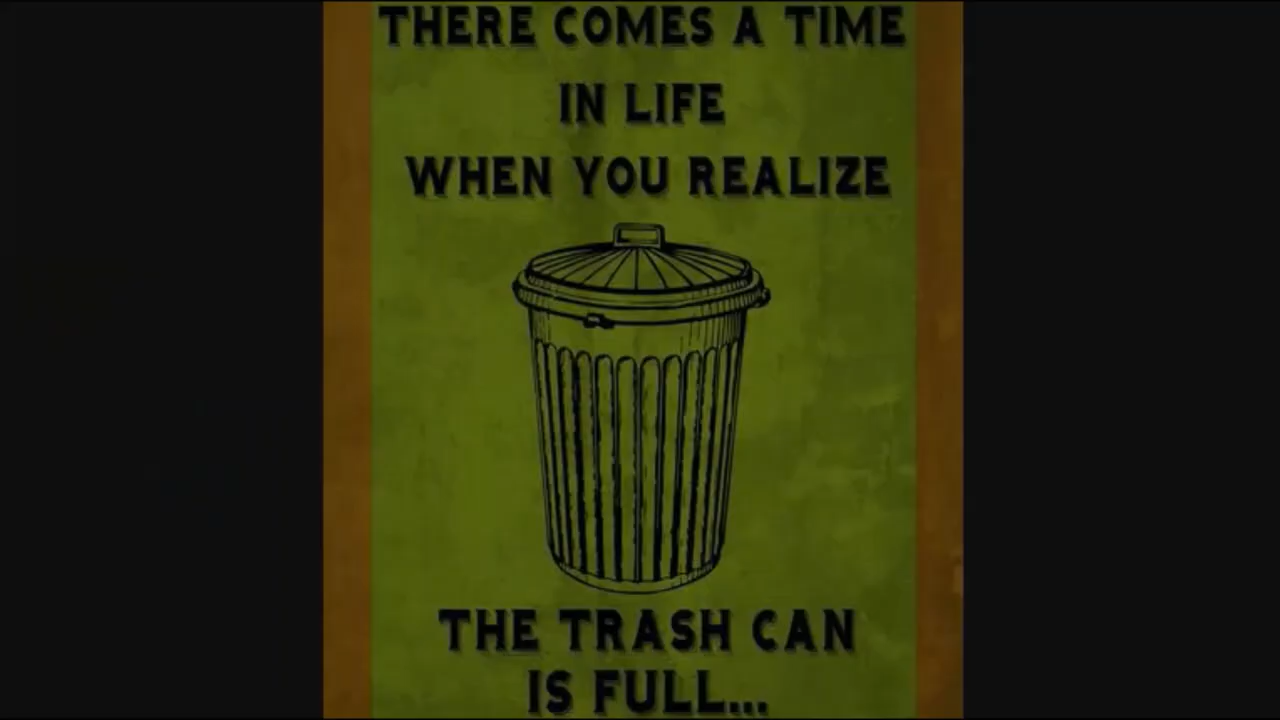 THERE COMES A TIME
IN LIFE
WHEN YOU REALIZE
THE TRASH CAN
IS FULL...